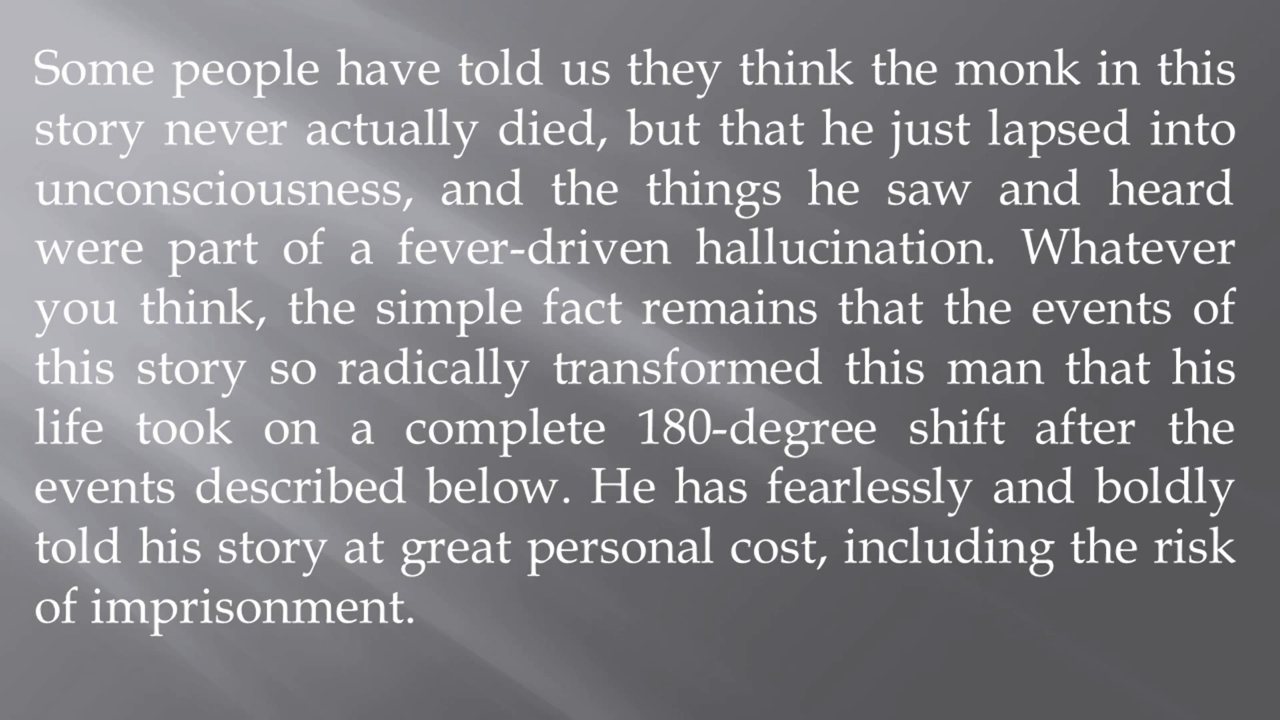 Some people have told us they think the monk in this
story never actually died, but that he just lapsed into
unconsciousness, and the things he saw and heard
were part of a fever-driven hallucination. Whatever
you think, the simple fact remains that the events of
this story so radically transformed this man that his
life took on a complete 180-degree shift after the
events described below. He has fearlessly and boldly
told his story at great personal cost, including the risk
of imprisonment.